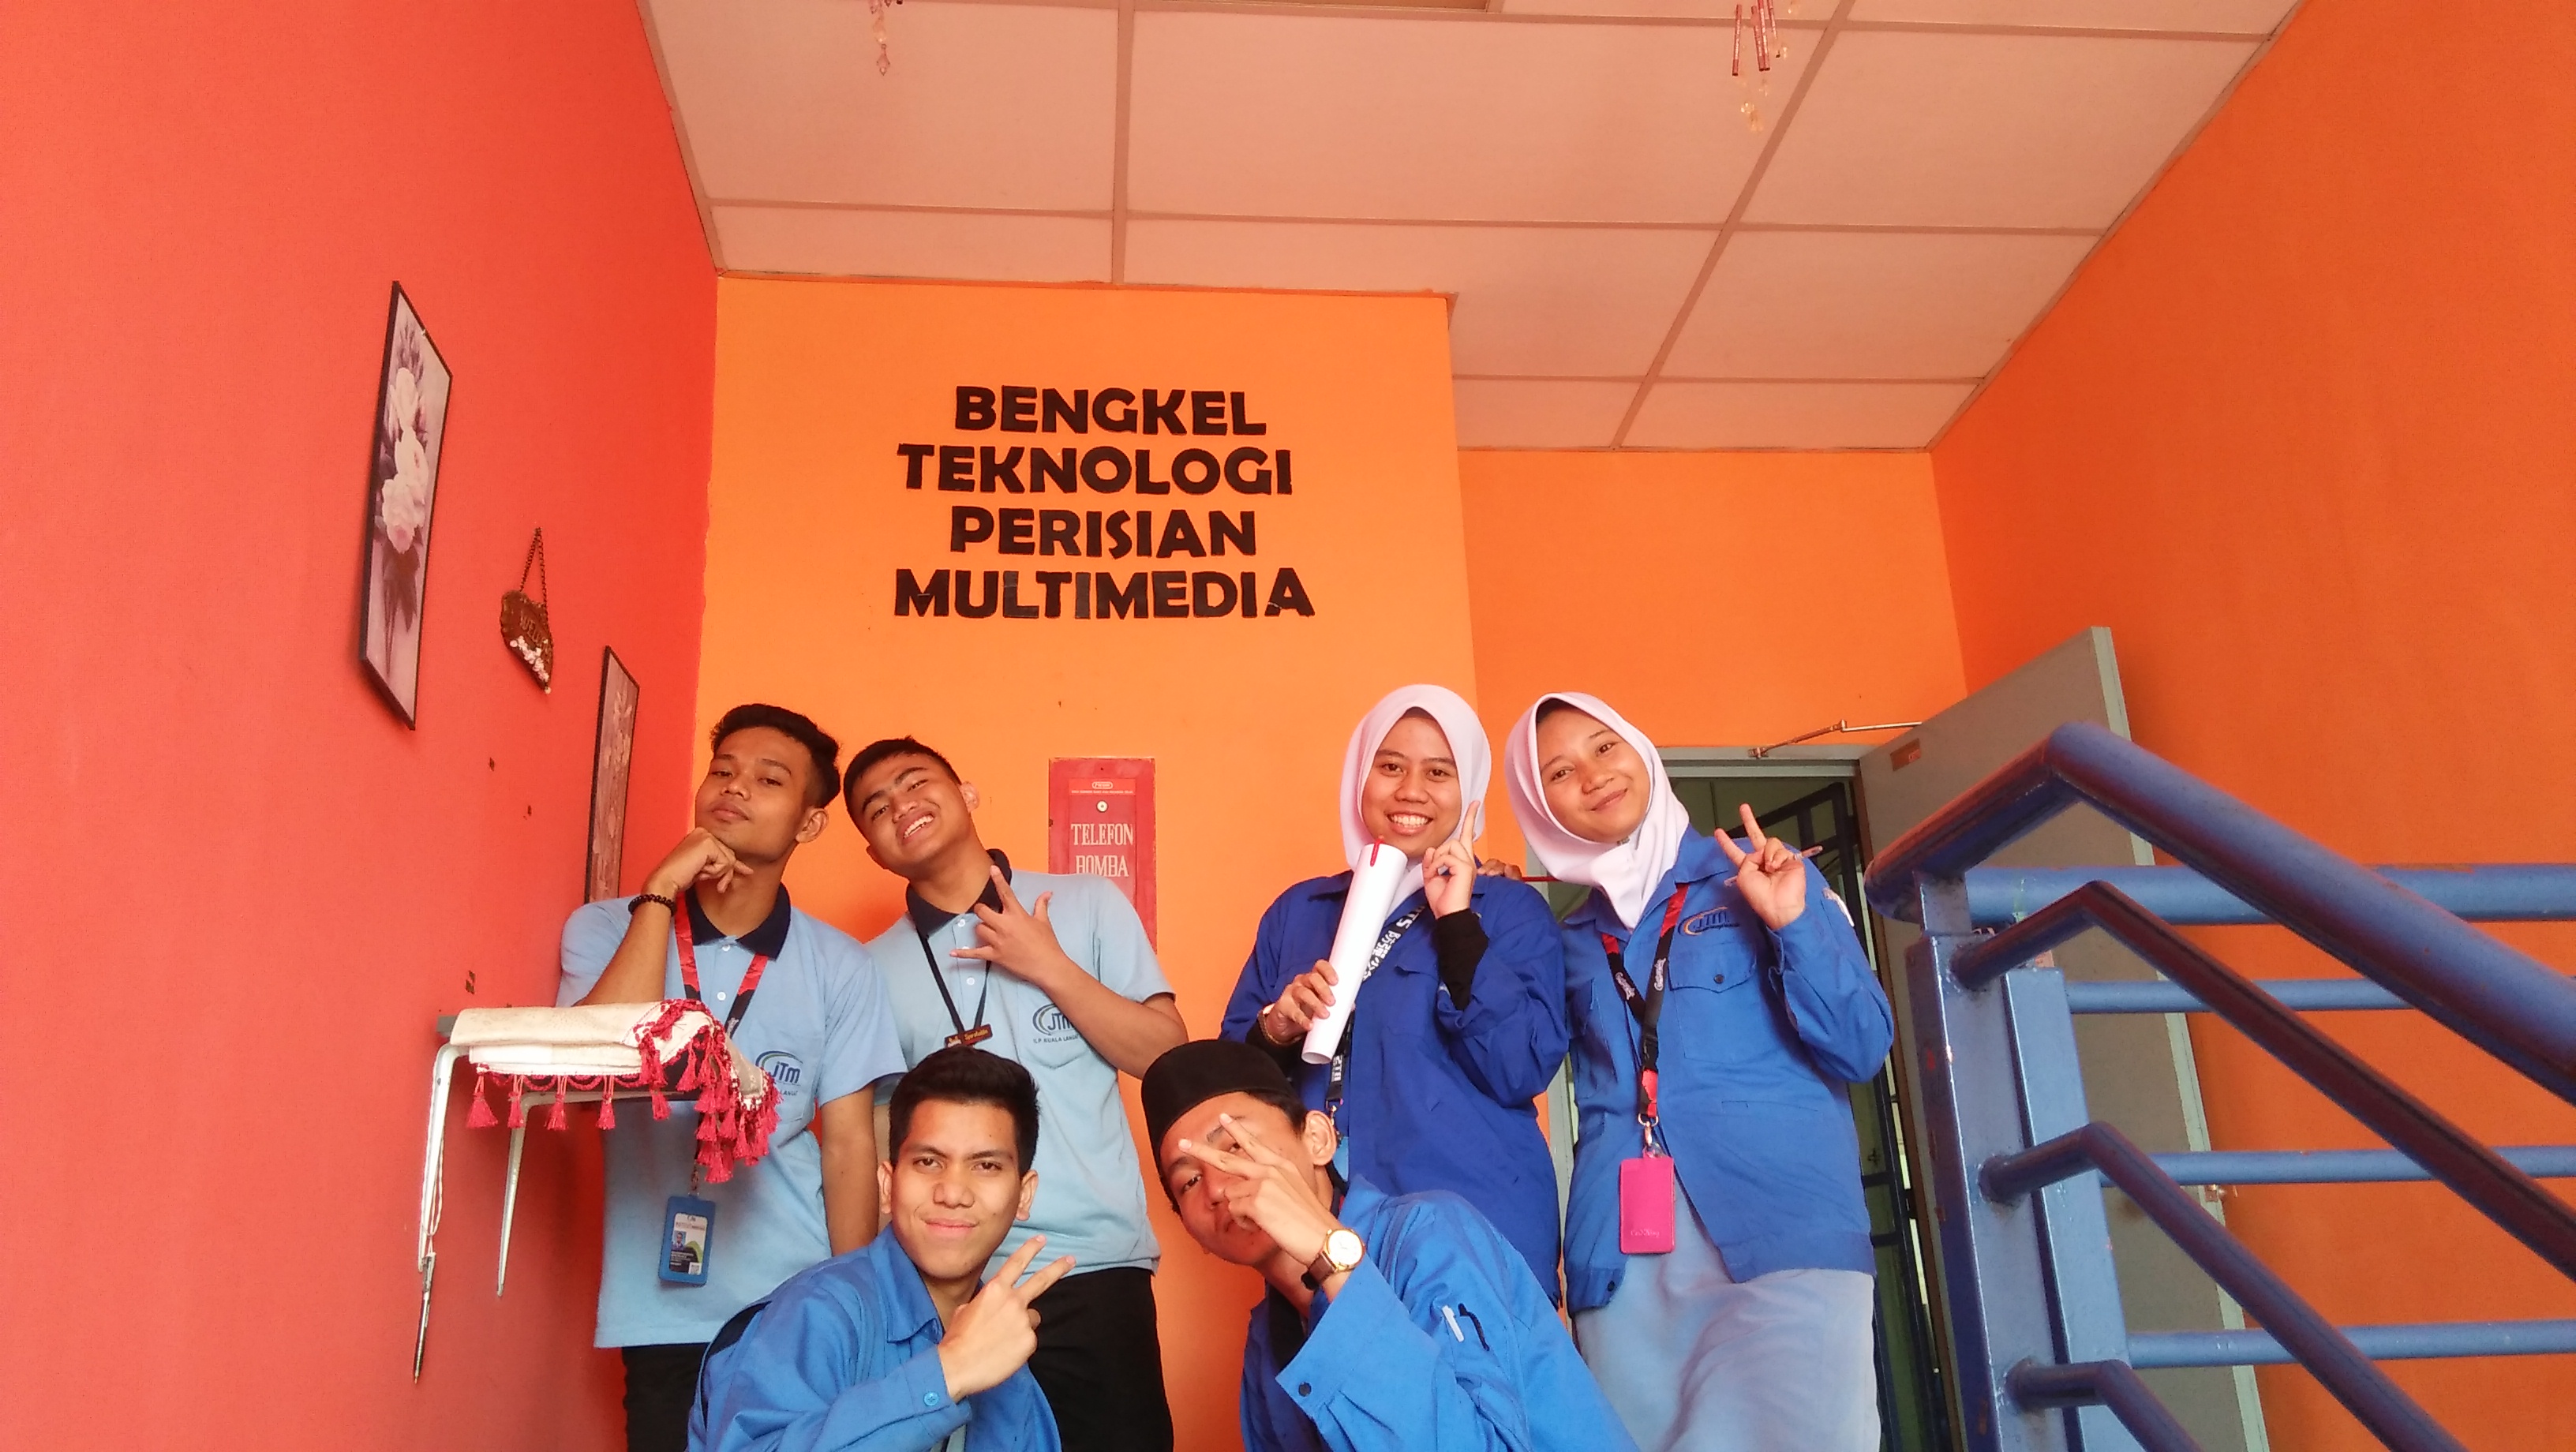 BENGKEL
TEKNOLOGI
PERISIAN
MULTIMEDIA
TELEFON
BOMBA
JTM
JTM
JTM